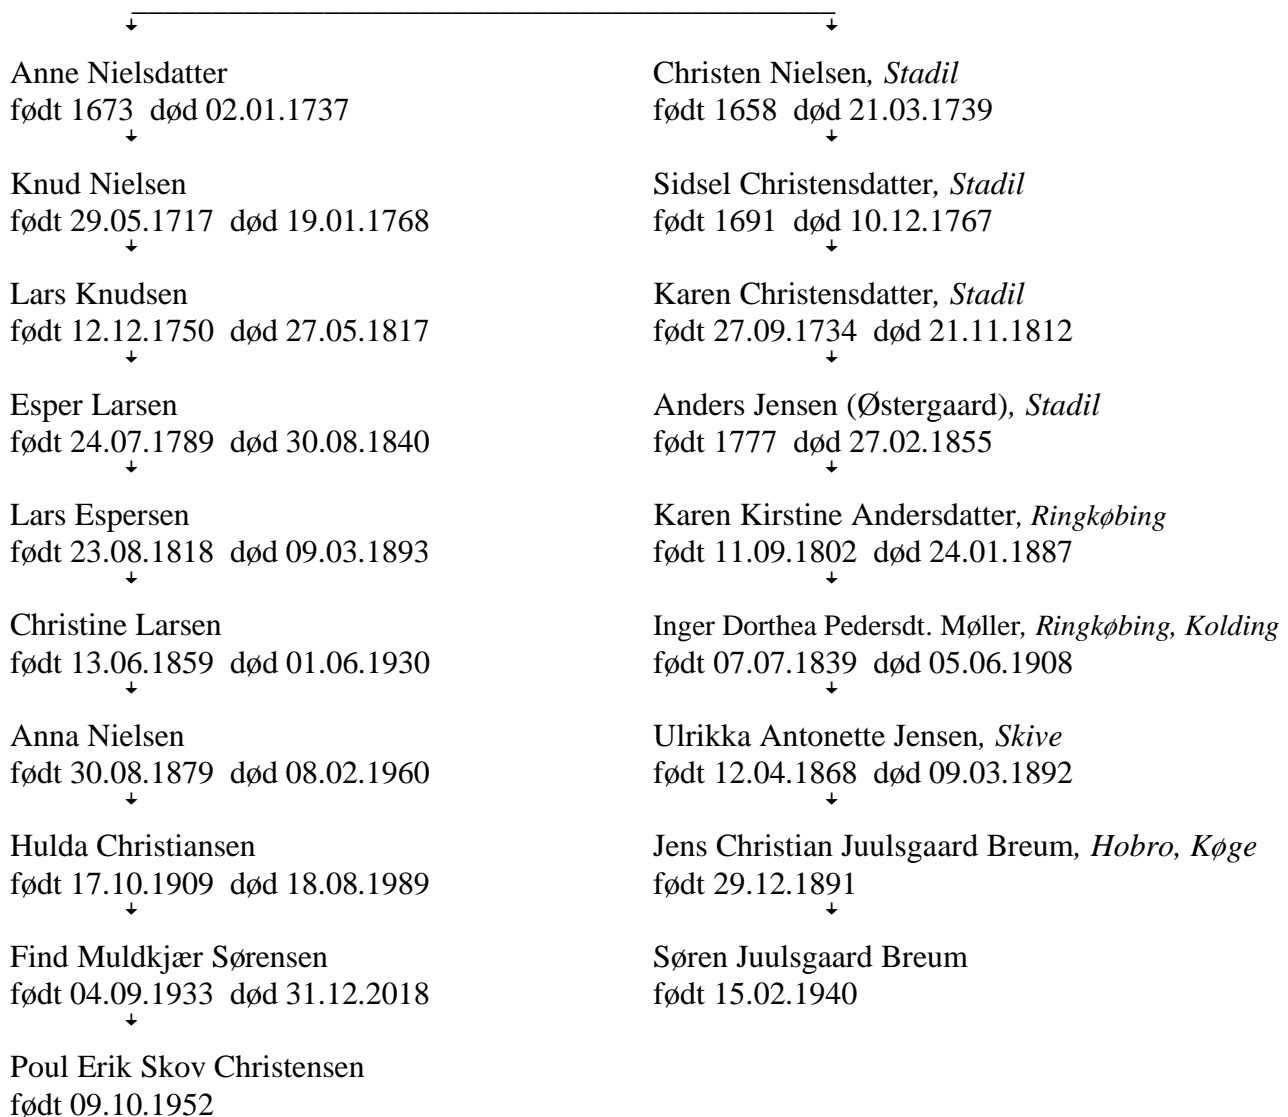 Anne Nielsdatter
født 1673 død 02.01.1737
Knud Nielsen
født 29.05.1717 død 19.01.1768
Lars Knudsen
født 12.12.1750 død 27.05.1817
Esper Larsen
født 24.07.1789 død 30.08.1840
Lars Espersen
født 23.08.1818 død 09.03.1893
Christine Larsen
født 13.06.1859 død 01.06.1930
Anna Nielsen
født 30.08.1879 død 08.02.1960
Hulda Christiansen
født 17.10.1909 død 18.08.1989
Find Muldkjær Sørensen
født 04.09.1933 død 31.12.2018
Poul Erik Skov Christensen
født 09.10.1952
Christen Nielsen, Stadil
født 1658 død 21.03.1739
Sidsel Christensdatter, Stadil
født 1691 død 10.12.1767
Karen Christensdatter, Stadil
født 27.09.1734 død 21.11.1812
Anders Jensen (Østergaard), Stadil
født 1777 død 27.02.1855
Karen Kirstine Andersdatter, Ringkøbing
født 11.09.1802 død 24.01.1887
Inger Dorthea Pedersdt. Møller, Ringkøbing, Kolding
født 07.07.1839 død 05.06.1908
Ulrikka Antonette Jensen, Skive
født 12.04.1868 død 09.03.1892
Jens Christian Juulsgaard Breum, Hobro, Køge
født 29.12.1891
Søren Juulsgaard Breum
født 15.02.1940